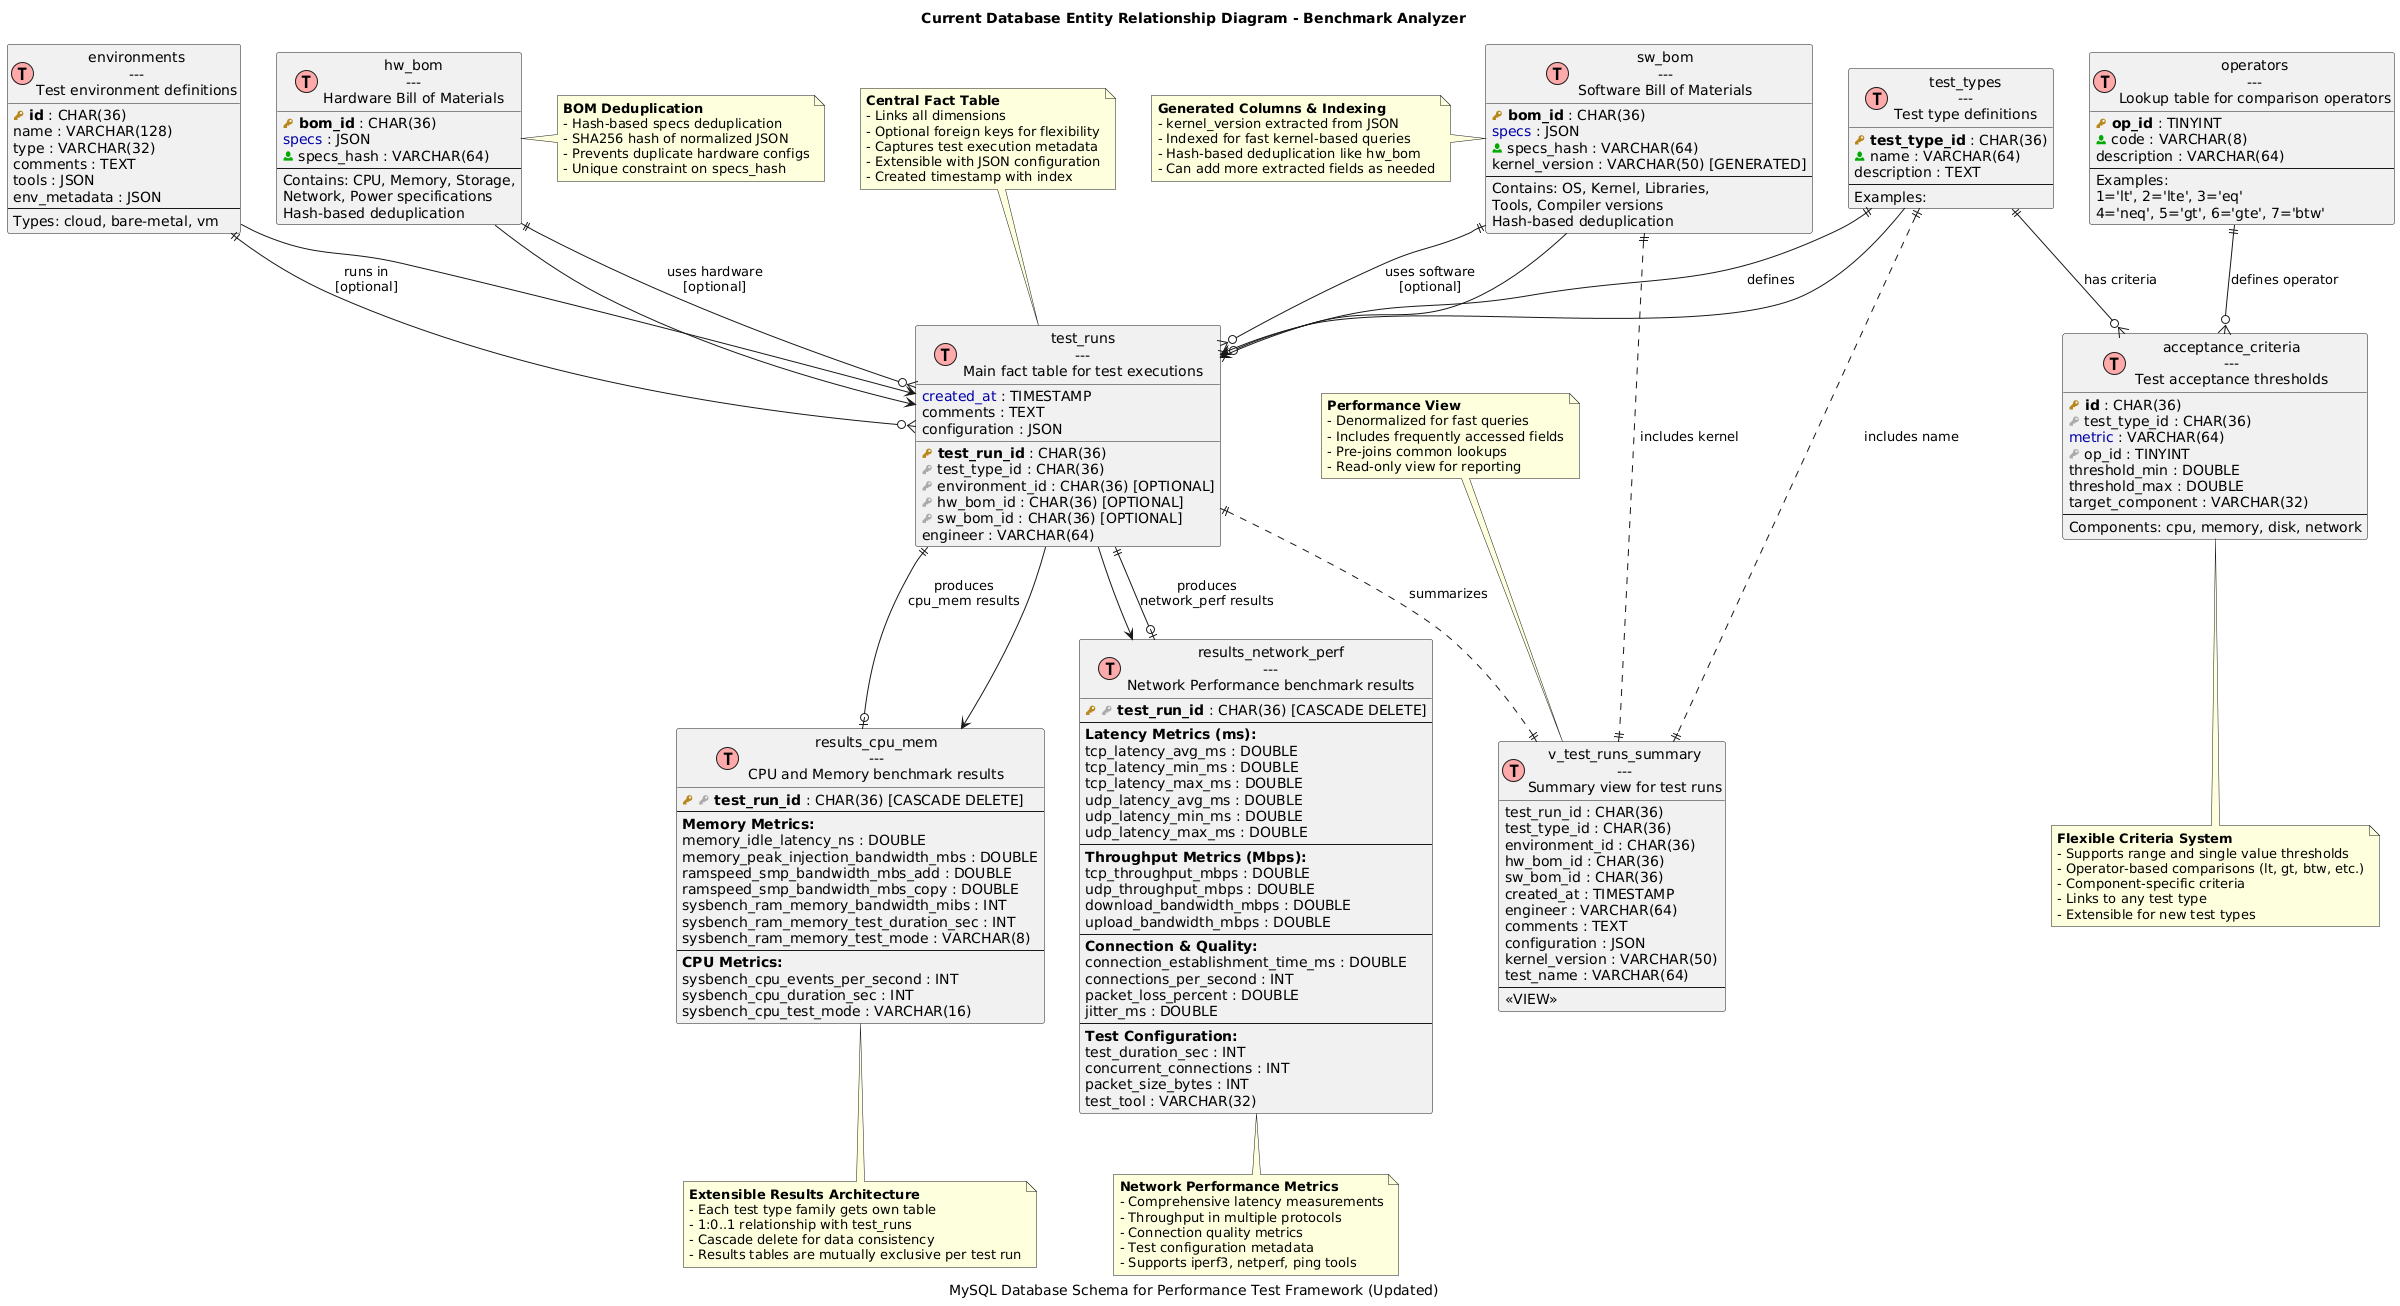 Current Database Entity Relationship Diagram - Benchmark Analyzer
T
environments
---
Test environment definitions
id : CHAR(36)
name : VARCHAR(128)
type : VARCHAR(32)
comments : TEXT
tools : JSON
env_metadata : JSON
Types: cloud, bare-metal, vm
T
hw_bom
---
Hardware Bill of Materials
bom_id : CHAR(36)
specs : JSON
specs_hash : VARCHAR(64)
Contains: CPU, Memory, Storage,
Network, Power specifications
Hash-based deduplication
BOM Deduplication
- Hash-based specs deduplication
- SHA256 hash of normalized JSON
- Prevents duplicate hardware configs
- Unique constraint on specs_hash
Central Fact Table
- Links all dimensions
- Optional foreign keys for flexibility
- Captures test execution metadata
- Extensible with JSON configuration
- Created timestamp with index
Generated Columns & Indexing
- kernel_version extracted from JSON
- Indexed for fast kernel-based queries
- Hash-based deduplication like hw_bom
- Can add more extracted fields as needed
T
sw_bom
---
Software Bill of Materials
bom_id : CHAR(36)
specs : JSON
specs_hash : VARCHAR(64)
kernel_version : VARCHAR(50) [GENERATED]
Contains: OS, Kernel, Libraries,
Tools, Compiler versions
Hash-based deduplication
T
test_types
---
Test type definitions
test_type_id : CHAR(36)
name : VARCHAR(64)
description : TEXT
Examples:
T
operators
---
Lookup table for comparison operators
op_id : TINYINT
code : VARCHAR(8)
description : VARCHAR(64)
Examples:
1='lt', 2='lte', 3='eq'
4='neq', 5='gt', 6='gte', 7='btw'
runs in
[optional]
uses hardware
[optional]
uses software
[optional]
defines
has criteria
defines operator
T
test_runs
---
Main fact table for test executions
created_at : TIMESTAMP
comments : TEXT
configuration : JSON
test_run_id : CHAR(36)
test_type_id : CHAR(36)
environment_id : CHAR(36) [OPTIONAL]
hw_bom_id : CHAR(36) [OPTIONAL]
sw_bom_id : CHAR(36) [OPTIONAL]
engineer : VARCHAR(64)
Performance View
- Denormalized for fast queries
- Includes frequently accessed fields
- Pre-joins common lookups
- Read-only view for reporting
includes kernel
includes name
T
acceptance_criteria
---
Test acceptance thresholds
id : CHAR(36)
test_type_id : CHAR(36)
metric : VARCHAR(64)
op_id : TINYINT
threshold_min : DOUBLE
threshold_max : DOUBLE
target_component : VARCHAR(32)
Components: cpu, memory, disk, network
produces
cpu_mem results
produces
network_perf results
summarizes
T
results_cpu_mem
---
CPU and Memory benchmark results
test_run_id : CHAR(36) [CASCADE DELETE]
Memory Metrics:
memory_idle_latency_ns : DOUBLE
memory_peak_injection_bandwidth_mbs : DOUBLE
ramspeed_smp_bandwidth_mbs_add : DOUBLE
ramspeed_smp_bandwidth_mbs_copy : DOUBLE
sysbench_ram_memory_bandwidth_mibs : INT
sysbench_ram_memory_test_duration_sec : INT
sysbench_ram_memory_test_mode : VARCHAR(8)
CPU Metrics:
sysbench_cpu_events_per_second : INT
sysbench_cpu_duration_sec : INT
sysbench_cpu_test_mode : VARCHAR(16)
T
results_network_perf
---
Network Performance benchmark results
test_run_id : CHAR(36) [CASCADE DELETE]
Latency Metrics (ms):
tcp_latency_avg_ms : DOUBLE
tcp_latency_min_ms : DOUBLE
tcp_latency_max_ms : DOUBLE
udp_latency_avg_ms : DOUBLE
udp_latency_min_ms : DOUBLE
udp_latency_max_ms : DOUBLE
Throughput Metrics (Mbps):
tcp_throughput_mbps : DOUBLE
udp_throughput_mbps : DOUBLE
download_bandwidth_mbps : DOUBLE
upload_bandwidth_mbps : DOUBLE
Connection & Quality:
connection_establishment_time_ms : DOUBLE
connections_per_second : INT
packet_loss_percent : DOUBLE
jitter_ms : DOUBLE
Test Configuration:
test_duration_sec : INT
concurrent_connections : INT
packet_size_bytes : INT
test_tool : VARCHAR(32)
T
v_test_runs_summary
---
Summary view for test runs
test_run_id : CHAR(36)
test_type_id : CHAR(36)
environment_id : CHAR(36)
hw_bom_id : CHAR(36)
sw_bom_id : CHAR(36)
created_at : TIMESTAMP
engineer : VARCHAR(64)
comments : TEXT
configuration : JSON
kernel_version : VARCHAR(50)
test_name : VARCHAR(64)
«VIEW»
Flexible Criteria System
- Supports range and single value thresholds
- Operator-based comparisons (lt, gt, btw, etc.)
- Component-specific criteria
- Links to any test type
- Extensible for new test types
Extensible Results Architecture
- Each test type family gets own table
- 1:0..1 relationship with test_runs
- Cascade delete for data consistency
- Results tables are mutually exclusive per test run
Network Performance Metrics
- Comprehensive latency measurements
- Throughput in multiple protocols
- Connection quality metrics
- Test configuration metadata
- Supports iperf3, netperf, ping tools
MySQL Database Schema for Performance Test Framework (Updated)